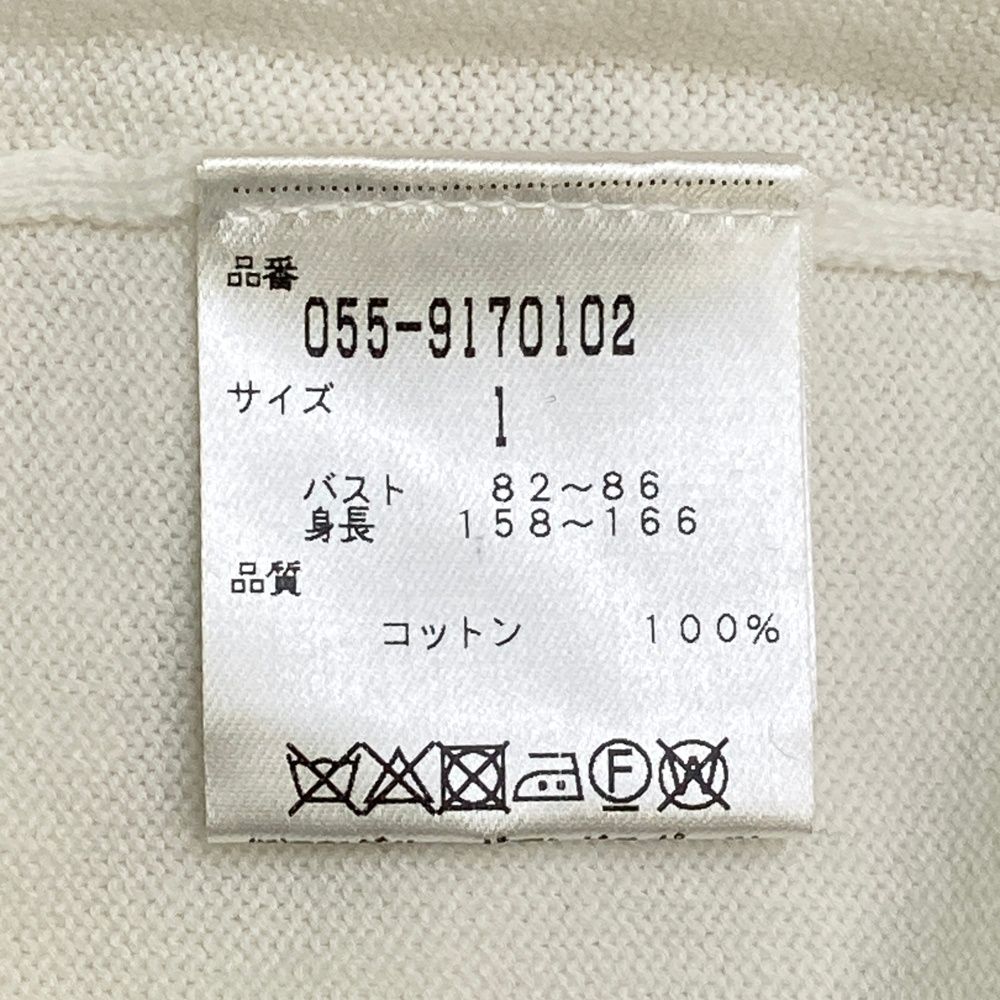 品番
055-9170102
サイズ
1
バスト 82～86
身長 158～166
品質
コットン 100%
F
W